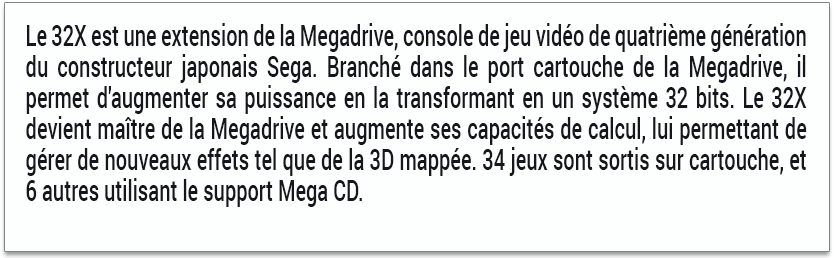 Le 32X est une extension de la Megadrive, console de jeu vidéo de quatrième génération
du constructeur japonais Sega. Branché dans le port cartouche de la Megadrive, il
permet d'augmenter sa puissance en la transformant en un système 32 bits. Le 32X
devient maître de la Megadrive et augmente ses capacités de calcul, lui permettant de
gérer de nouveaux effets tel que de la 3D mappée. 34 jeux sont sortis sur cartouche, et
6 autres utilisant le support Mega CD.